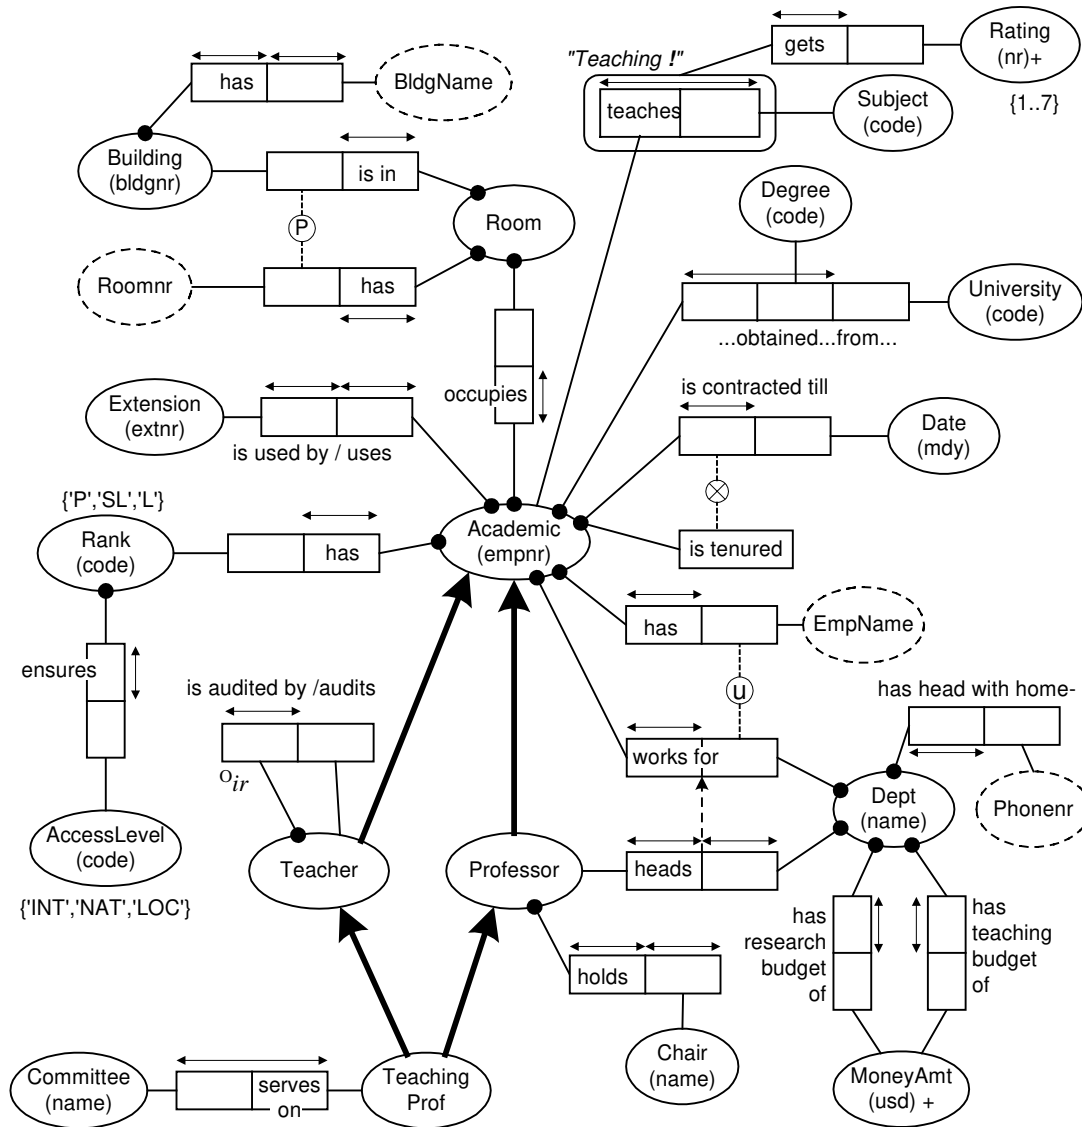 gets
Rating
(nr)+
{1..7}
"Teaching !"
teaches
Subject
(code)
has
BldgName
Building
(bldgnr)
is in
P
Room
Roomnr
has
Degree
(code)
University
(code)
...obtained...from...
occupies
Extension
(extnr)
is used by / uses
is contracted till
Date
(mdy)
{'P','SL','L'}
Rank
(code)
has
Academic
(empnr)
is tenured
has
EmpName
ensures
u
is audited by /audits
Oir
works for
has head with home-
Phonenr
Dept
(name)
AccessLevel
(code)
{'INT','NAT','LOC'}
Teacher
Professor
heads
has
research
budget
of
has
teaching
budget
of
holds
Chair
(name)
MoneyAmt
(usd) +
Committee
(name)
serves
on
Teaching
Prof